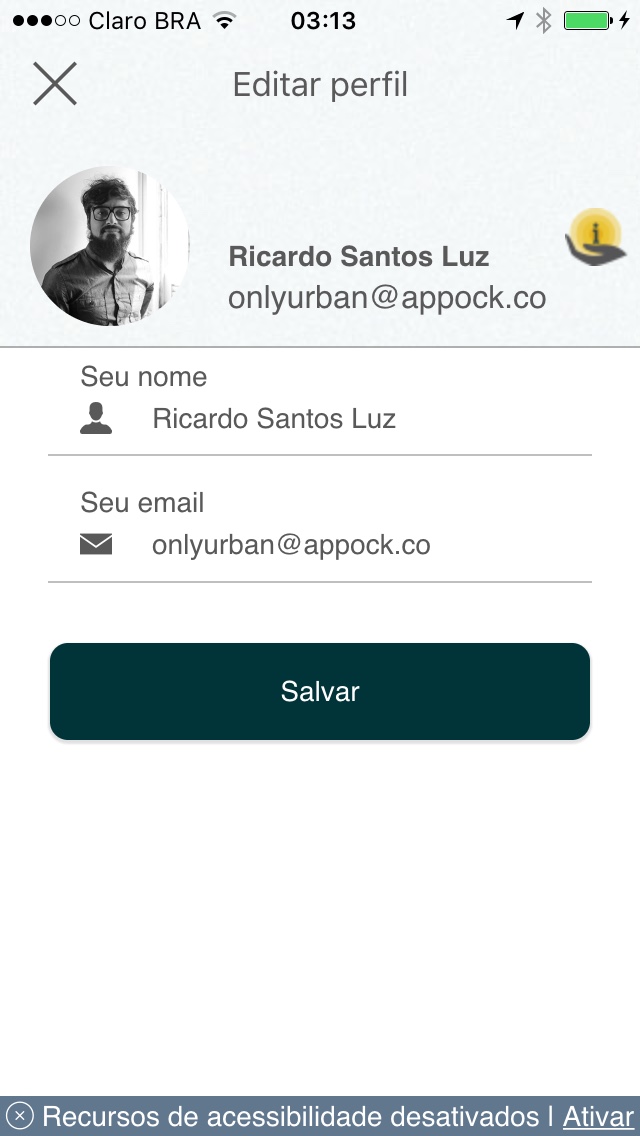 Claro BRA 03:13
Editar perfil
i
Ricardo Santos Luz
onlyurban@appock.co
Seu nome
Ricardo Santos Luz
Seu email
onlyurban@appock.co
Salvar
Recursos de acessibilidade desativados | Ativar